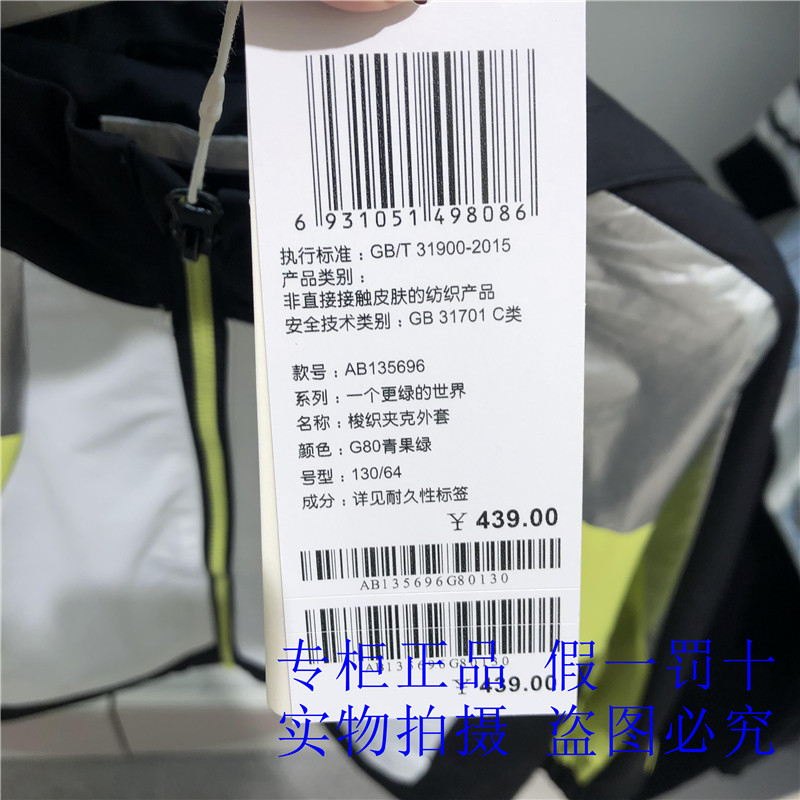 6 931051 498086
执行标准：GB/T 31900-2015
产品类别：
非直接接触皮肤的纺织产品
安全技术类别：GB 31701 C类
款号：AB135696
系列：一个更绿的世界
名称：梭织夹克外套
颜色：G80青果绿
号型：130/64
成分：详见耐久性标签
￥ 439.00
AB135696G80130
AB135696G80130
￥ 439.00
专柜正品 假一罚十
实物拍摄 盗图必究